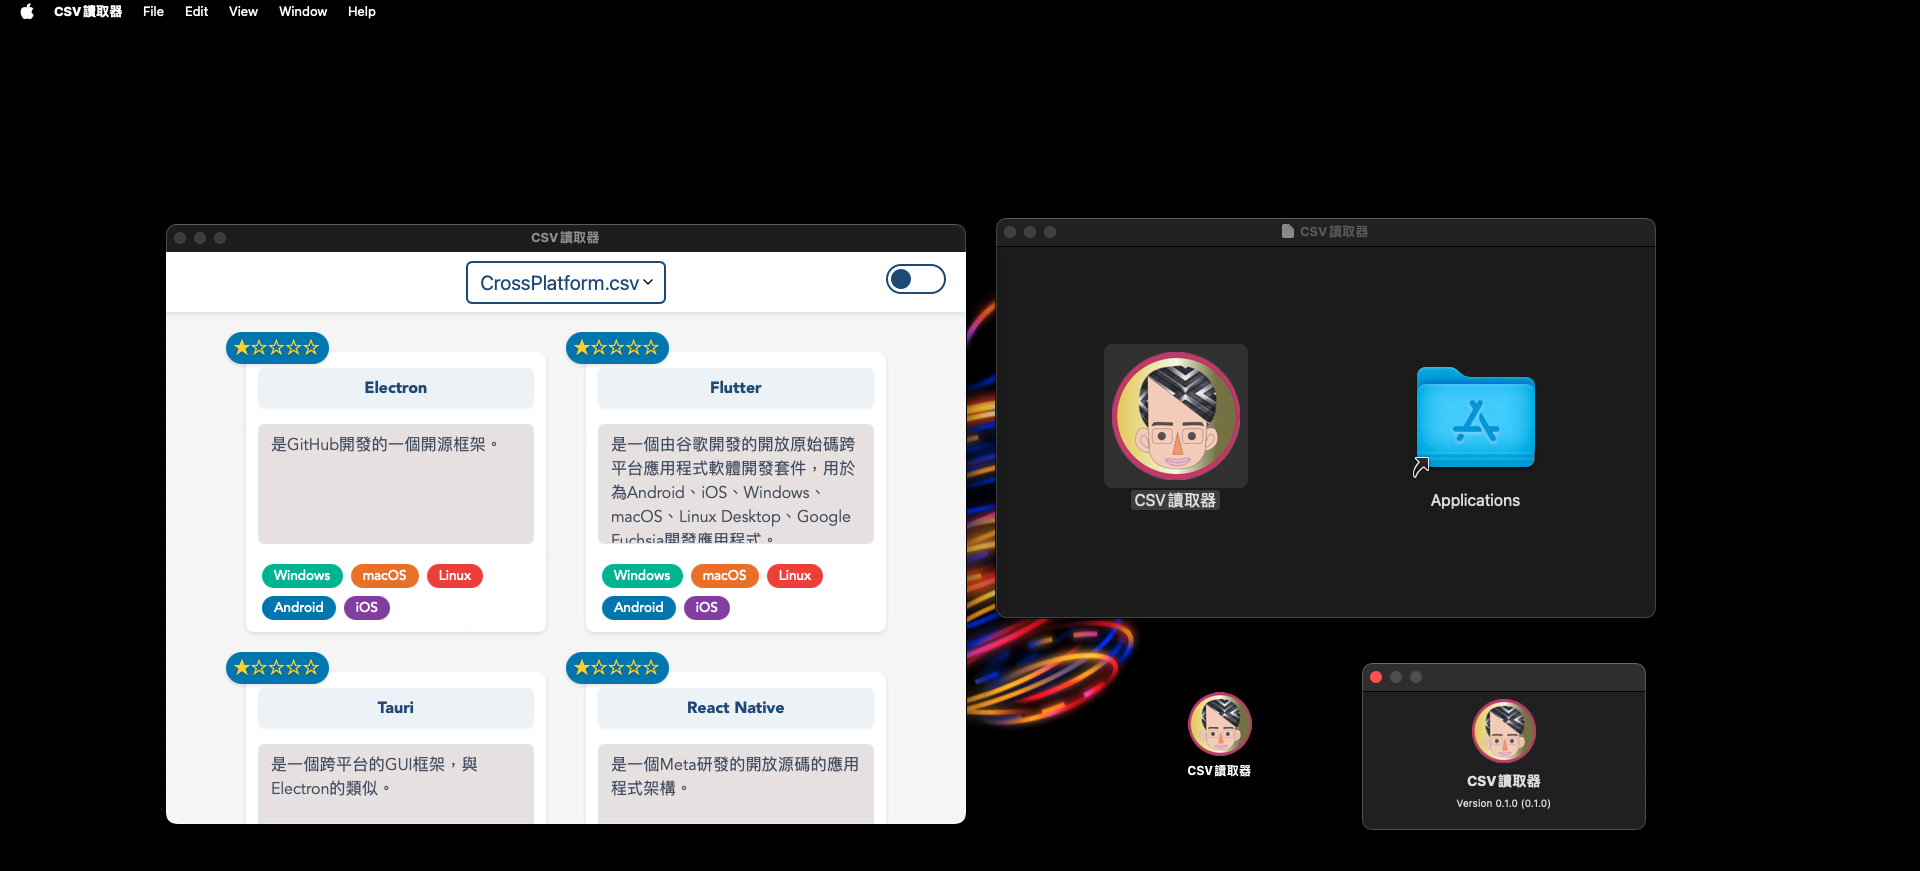 CSV讀取器 File Edit View Window Help
CSV讀取器
CrossPlatform.csv
Electron
是GitHub開發的一個開源框架。
Windows macOS Linux
Android iOS
Flutter
是一個由谷歌開發的開放原始碼跨
平台應用程式軟體開發套件，用於
為Android、iOS、Windows、
macOS、Linux Desktop、Google
Fuchsia開發應用程式。
Windows macOS Linux
Android iOS
Tauri
是一個跨平台的GUI框架，與
Electron的類似。
React Native
是一個Meta研發的開放源碼的應用
程式架構。
CSV讀取器
CSV讀取器
Applications
CSV讀取器
CSV讀取器
Version 0.1.0 (0.1.0)